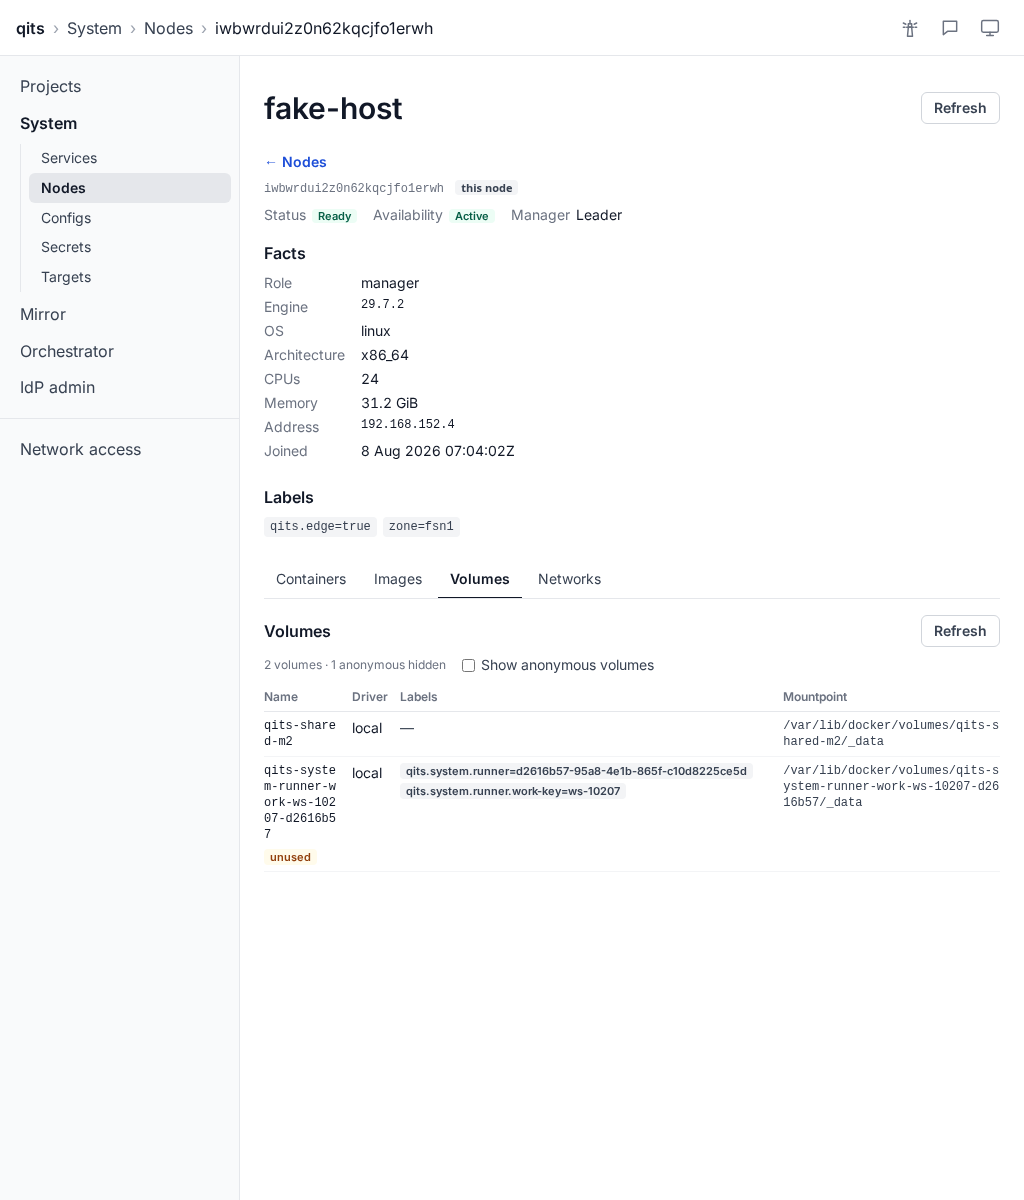 qits › System › Nodes › iwbwrdui2z0n62kqcjfo1erwh
Projects
System
Services
Nodes
Configs
Secrets
Targets
Mirror
Orchestrator
IdP admin
Network access
fake-host
Refresh
← Nodes
iwbwrdui2z0n62kqcjfo1erwh this node
Status Ready Availability Active Manager Leader
Facts
Role manager
Engine 29.7.2
OS linux
Architecture x86_64
CPUs 24
Memory 31.2 GiB
Address 192.168.152.4
Joined 8 Aug 2026 07:04:02Z
Labels
qits.edge=true zone=fsn1
Containers Images Volumes Networks
Volumes
Refresh
2 volumes · 1 anonymous hidden Show anonymous volumes
Name Driver Labels Mountpoint
qits-share
d-m2
local
—
/var/lib/docker/volumes/qits-s
hared-m2/_data
qits-syste
m-runner-w
ork-ws-102
07-d2616b5
7
unused
local
qits.system.runner=d2616b57-95a8-4e1b-865f-c10d8225ce5d
qits.system.runner.work-key=ws-10207
/var/lib/docker/volumes/qits-s
ystem-runner-work-ws-10207-d26
16b57/_data